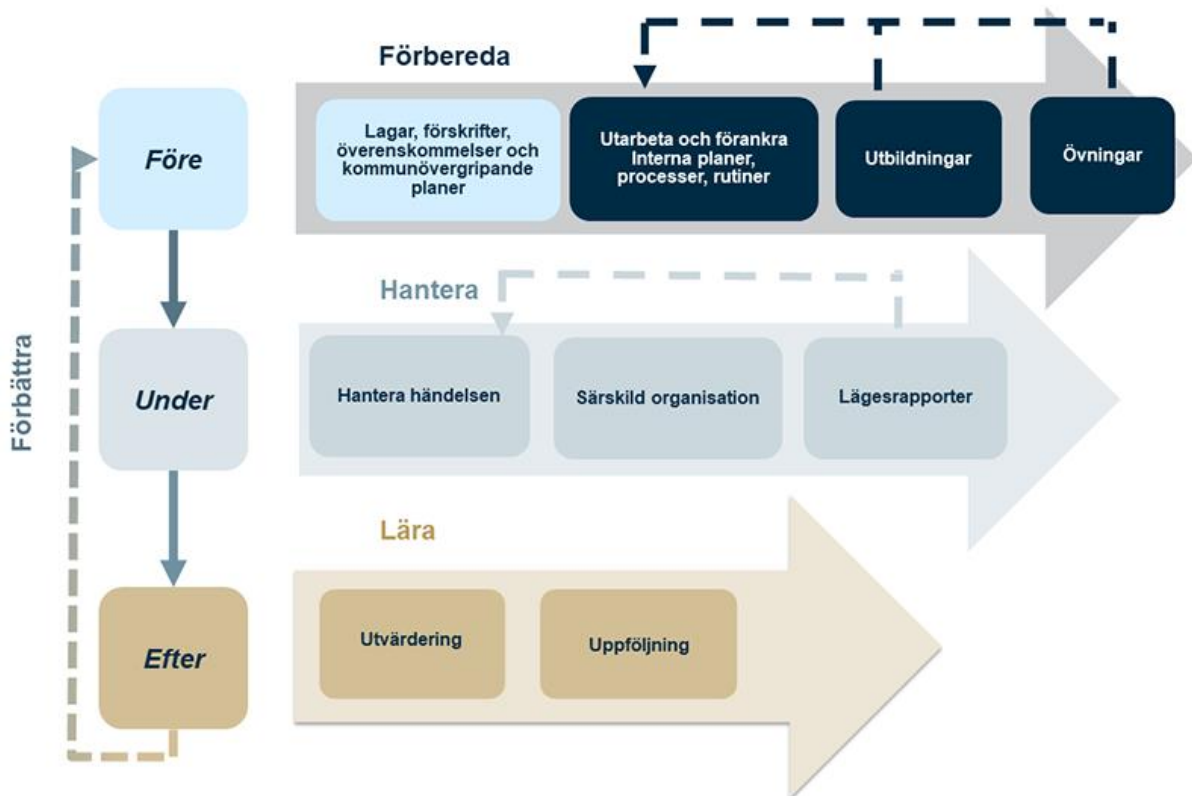 Förbereda
Före
Lagar, förskrifter,
överenskommelser och
kommunövergripande
planer
Utarbeta och förankra
Interna planer,
processer, rutiner
Utbildningar
Övningar
Förbättra
Hantera
Under
Hantera händelsen
Särskild organisation
Lägesrapporter
Lära
Efter
Utvärdering
Uppföljning